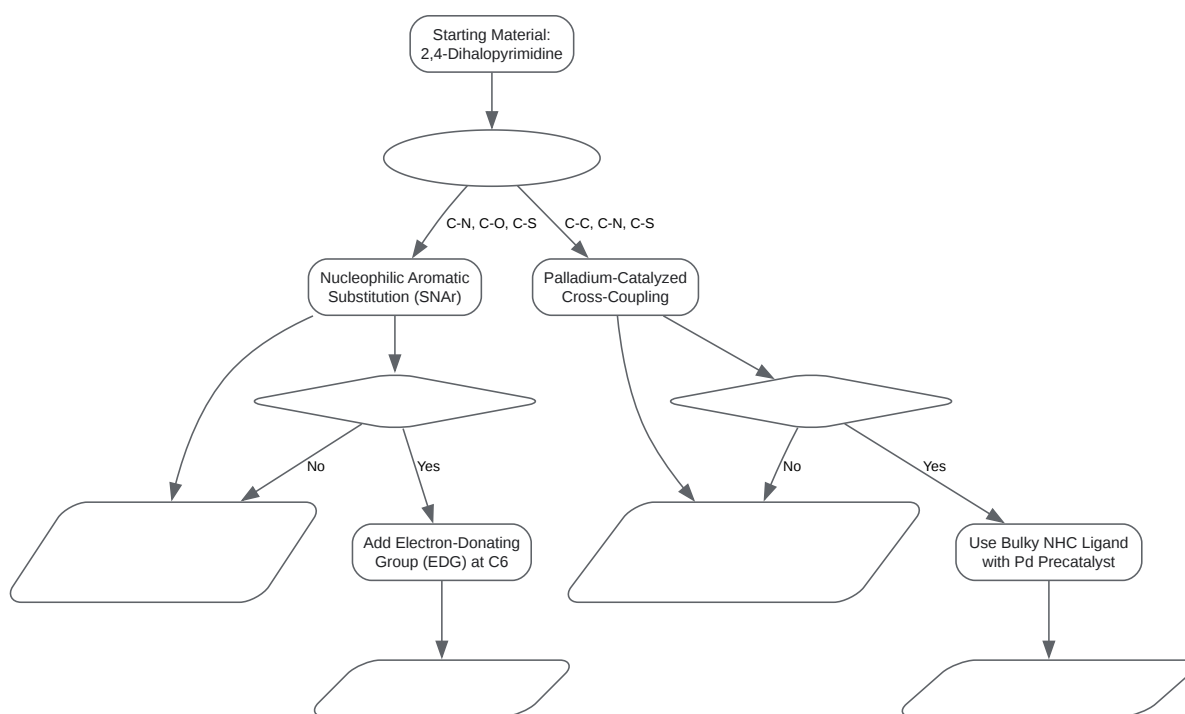 Starting Material:
2,4-Dihalopyrimidine
C-N, C-O, C-S
C-C, C-N, C-S
Nucleophilic Aromatic
Substitution (SNAr)
Palladium-Catalyzed
Cross-Coupling
No
Yes
No
Yes
Add Electron-Donating
Group (EDG) at C6
Use Bulky NHC Ligand
with Pd Precatalyst